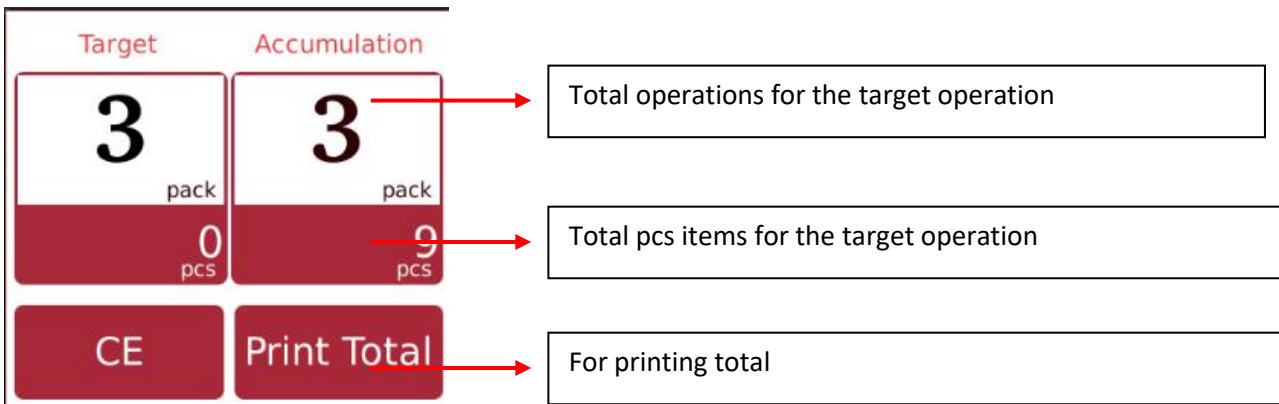 Target Accumulation
3 3
pack pack
0 9
pcs pcs
CE Print Total
Total operations for the target operation
Total pcs items for the target operation
For printing total